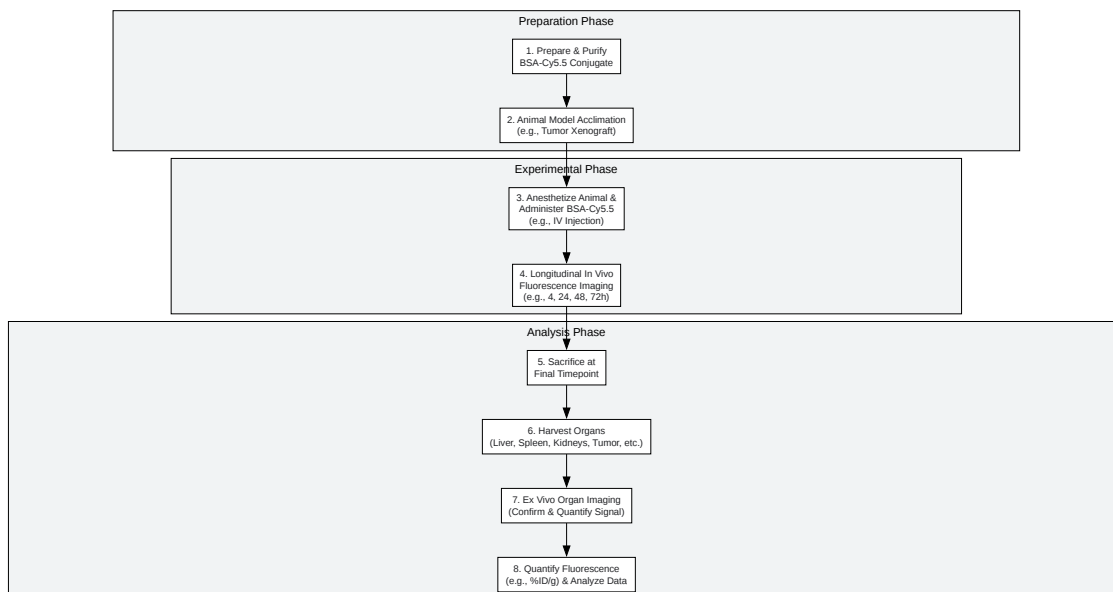 Preparation Phase
1. Prepare & Purify
BSA-Cy5.5 Conjugate
2. Animal Model Acclimation
(e.g., Tumor Xenograft)
Experimental Phase
3. Anesthetize Animal &
Administer BSA-Cy5.5
(e.g., IV Injection)
4. Longitudinal In Vivo
Fluorescence Imaging
(e.g., 4, 24, 48, 72h)
Analysis Phase
5. Sacrifice at
Final Timepoint
6. Harvest Organs
(Liver, Spleen, Kidneys, Tumor, etc.)
7. Ex Vivo Organ Imaging
(Confirm & Quantify Signal)
8. Quantify Fluorescence
(e.g., %ID/g) & Analyze Data